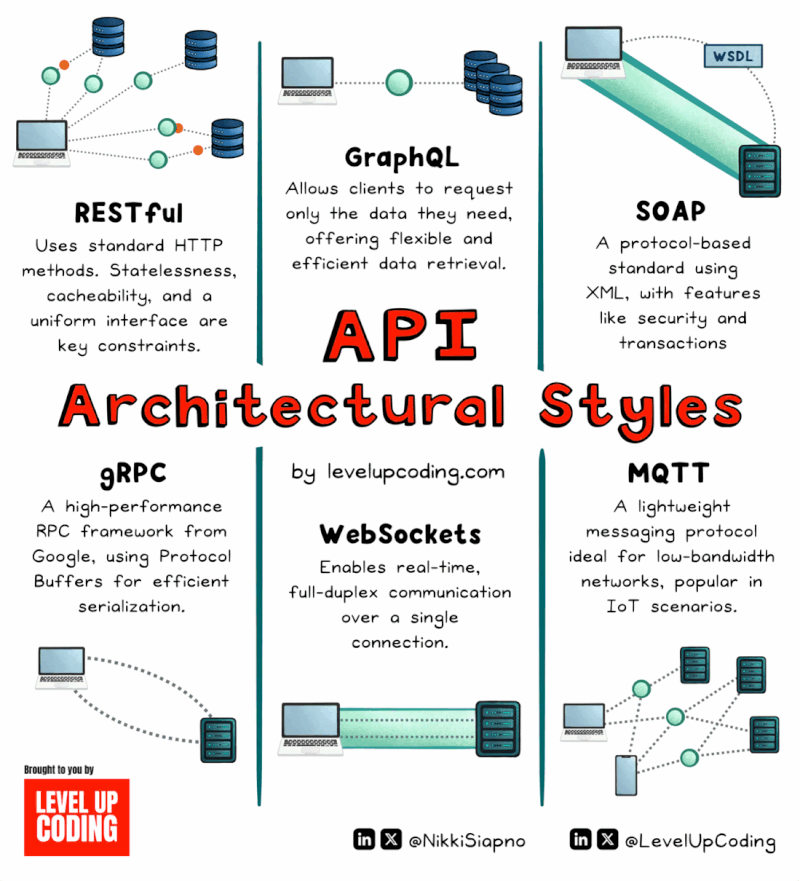 WSDL
RESTful
Uses standard HTTP
methods. Statelessness,
cacheability, and a
uniform interface are
key constraints.
GraphQL
Allows clients to request
only the data they need,
offering flexible and
efficient data retrieval.
SOAP
A protocol-based
standard using
XML, with features
like security and
transactions
API
Architectural Styles
by levelupcoding.com
gRPC
A high-performance
RPC framework from
Google, using Protocol
Buffers for efficient
serialization.
WebSockets
Enables real-time,
full-duplex communication
over a single
connection.
MQTT
A lightweight
messaging protocol
ideal for low-bandwidth
networks, popular in
IoT scenarios.
Brought to you by
LEVEL UP
CODING
in X @NikkiSiapno
in X @LevelUpCoding